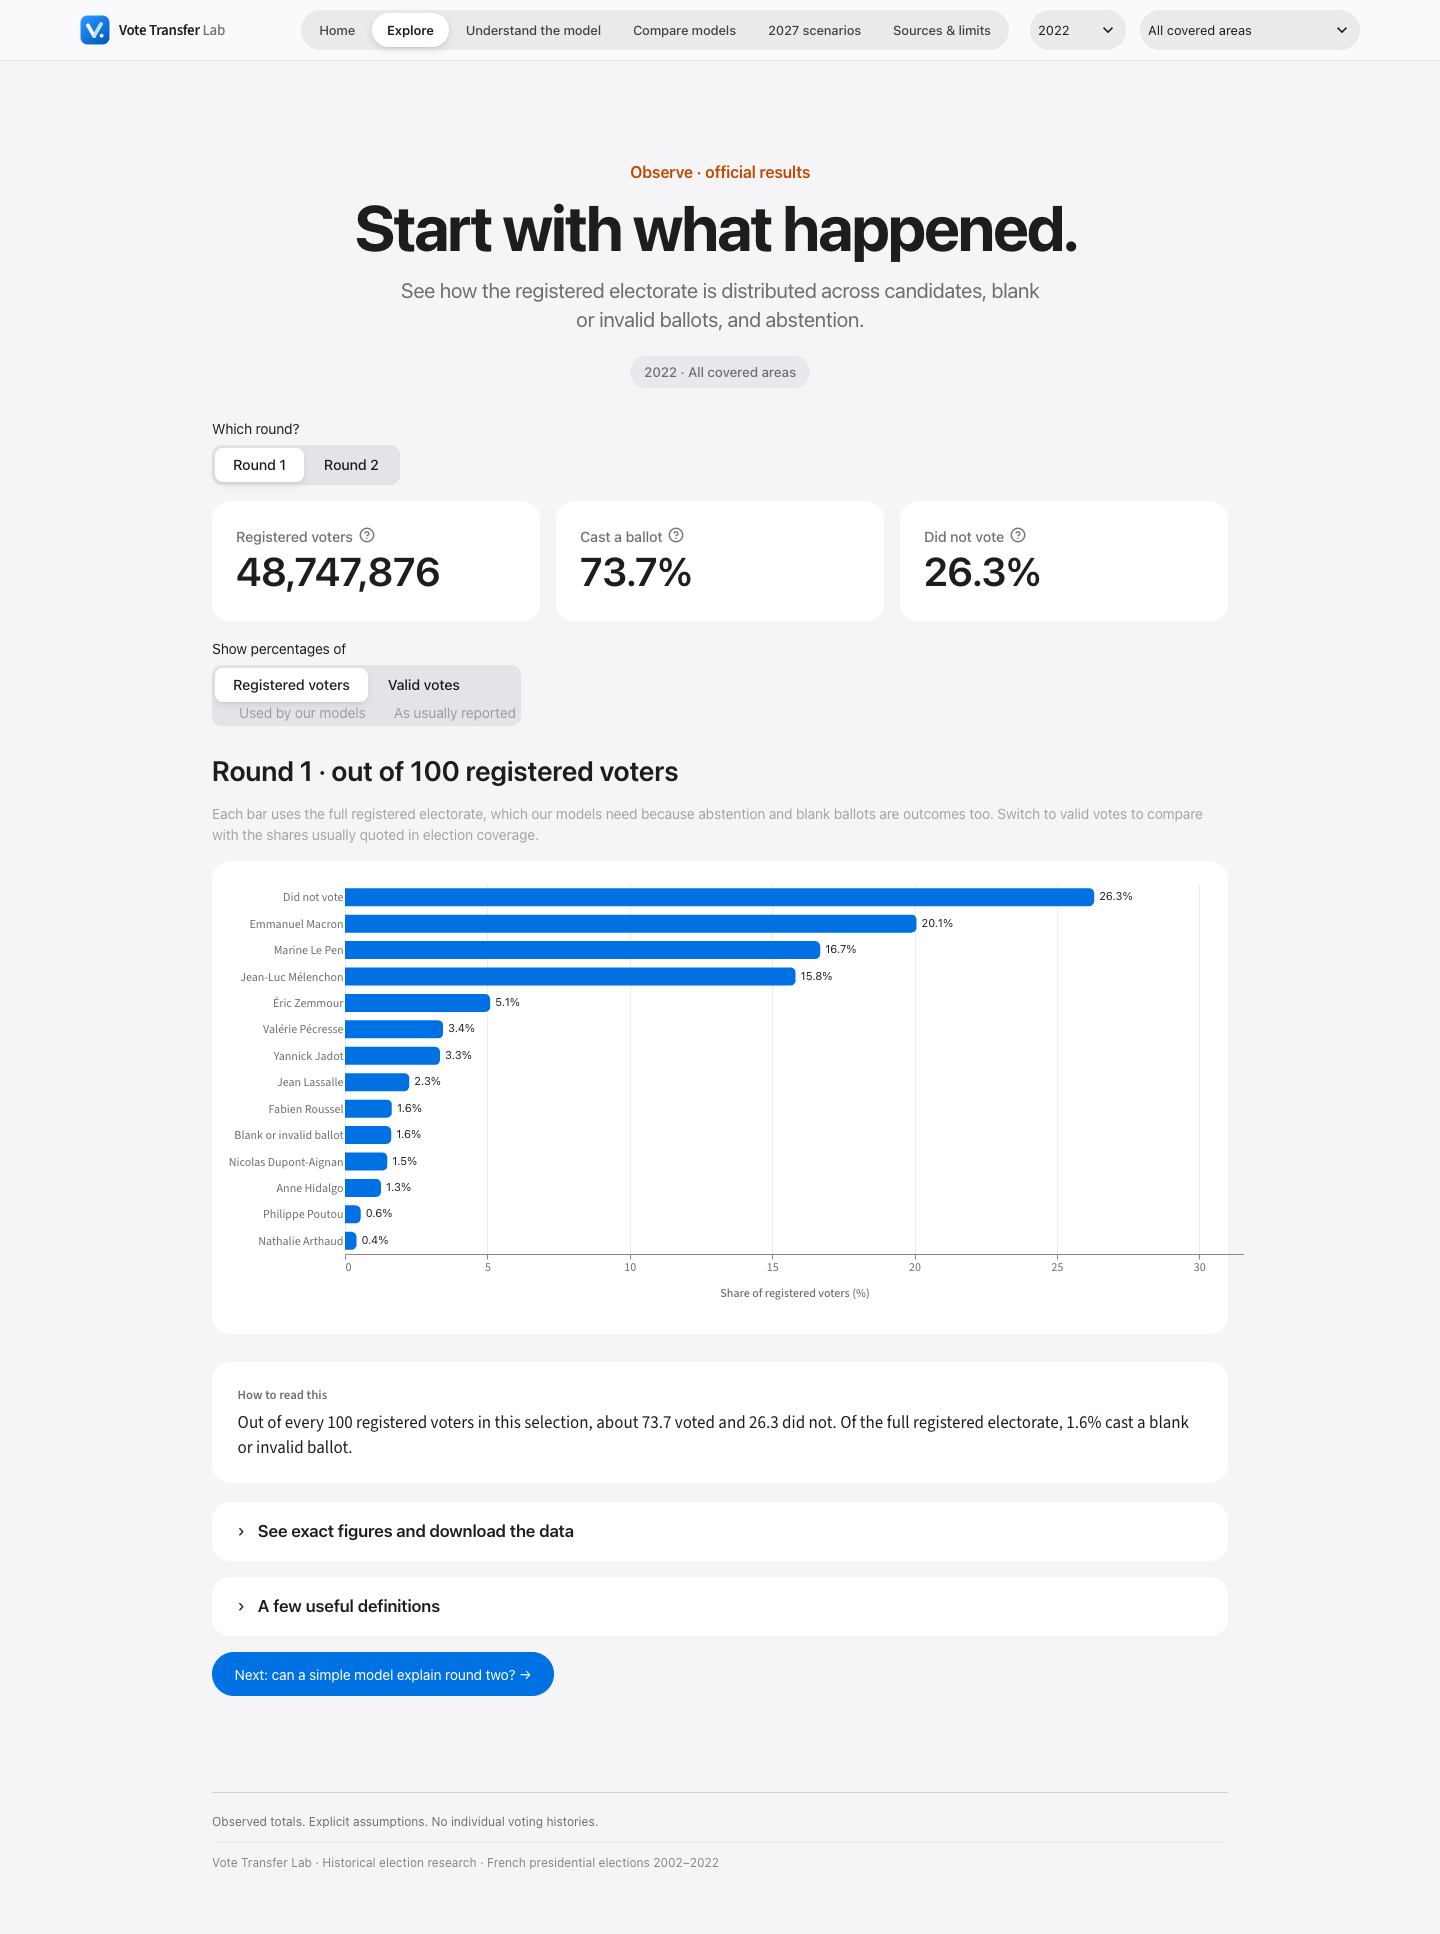 Vote Transfer Lab
Home
Explore
Understand the model
Compare models
2027 scenarios
Sources & limits
2022
All covered areas
Observe · official results
Start with what happened.
See how the registered electorate is distributed across candidates, blank
or invalid ballots, and abstention.
2022 · All covered areas
Which round?
Round 1
Round 2
Registered voters
48,747,876
Cast a ballot
73.7%
Did not vote
26.3%
Show percentages of
Registered voters
Valid votes
Used by our models
As usually reported
Round 1 · out of 100 registered voters
Each bar uses the full registered electorate, which our models need because abstention and blank ballots are outcomes too. Switch to valid votes to compare
with the shares usually quoted in election coverage.
Did not vote 26.3%
Emmanuel Macron 20.1%
Marine Le Pen 16.7%
Jean-Luc Mélenchon 15.8%
Éric Zemmour 5.1%
Valérie Pécresse 3.4%
Yannick Jadot 3.3%
Jean Lassalle 2.3%
Fabien Roussel 1.6%
Blank or invalid ballot 1.6%
Nicolas Dupont-Aignan 1.5%
Anne Hidalgo 1.3%
Philippe Poutou 0.6%
Nathalie Arthaud 0.4%
0 5 10 15 20 25 30
Share of registered voters (%)
How to read this
Out of every 100 registered voters in this selection, about 73.7 voted and 26.3 did not. Of the full registered electorate, 1.6% cast a blank
or invalid ballot.
See exact figures and download the data
A few useful definitions
Next: can a simple model explain round two? →
Observed totals. Explicit assumptions. No individual voting histories.
Vote Transfer Lab · Historical election research · French presidential elections 2002–2022